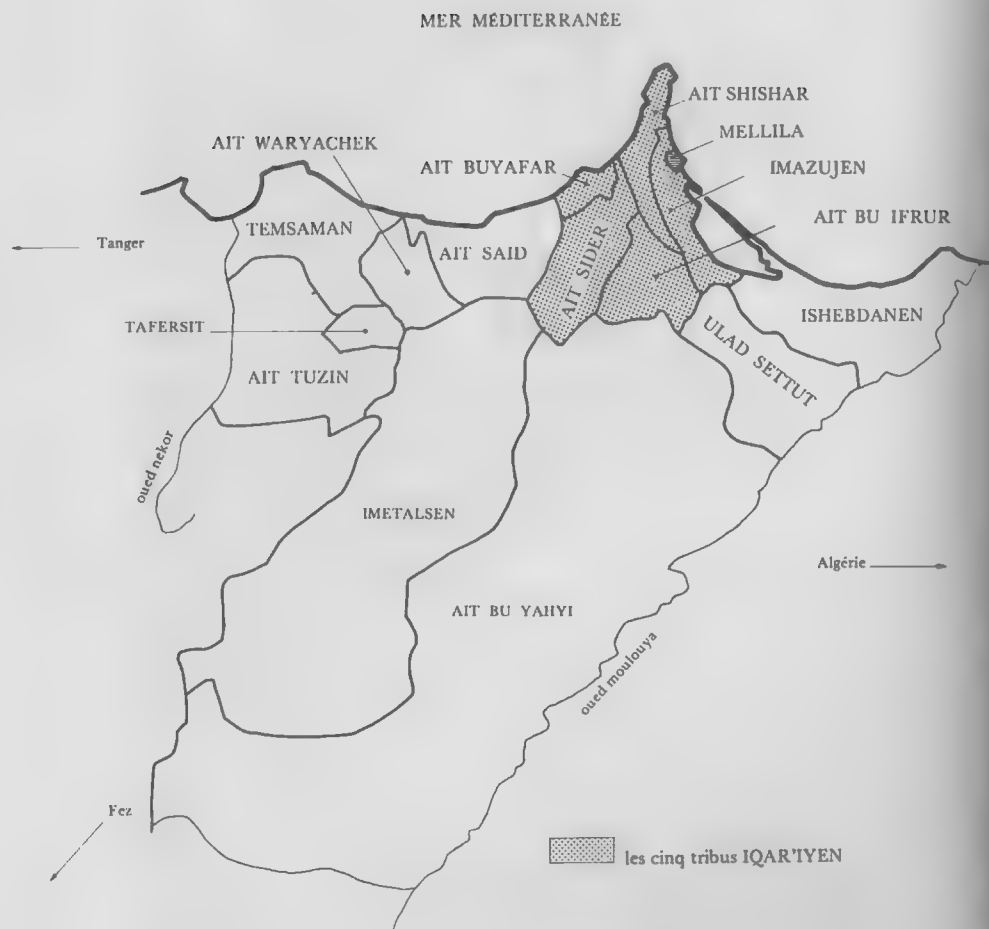 MER MÉDITERRANÉE
AIT SHISHAR
AIT WARYACHEK
MELLILA
AIT BUYAFAR
IMAZUJEN
AIT BU IFRUR
TEMSAMAN
Tanger
AIT SAID
AIT SIDER
ISHEBDANEN
TAFERSIT
ULAD SETTUT
AIT TUZIN
oued nekor
IMETALSEN
Algérie
AIT BU YAHYI
oued moulouya
Fez
les cinq tribus IQAR'IYEN